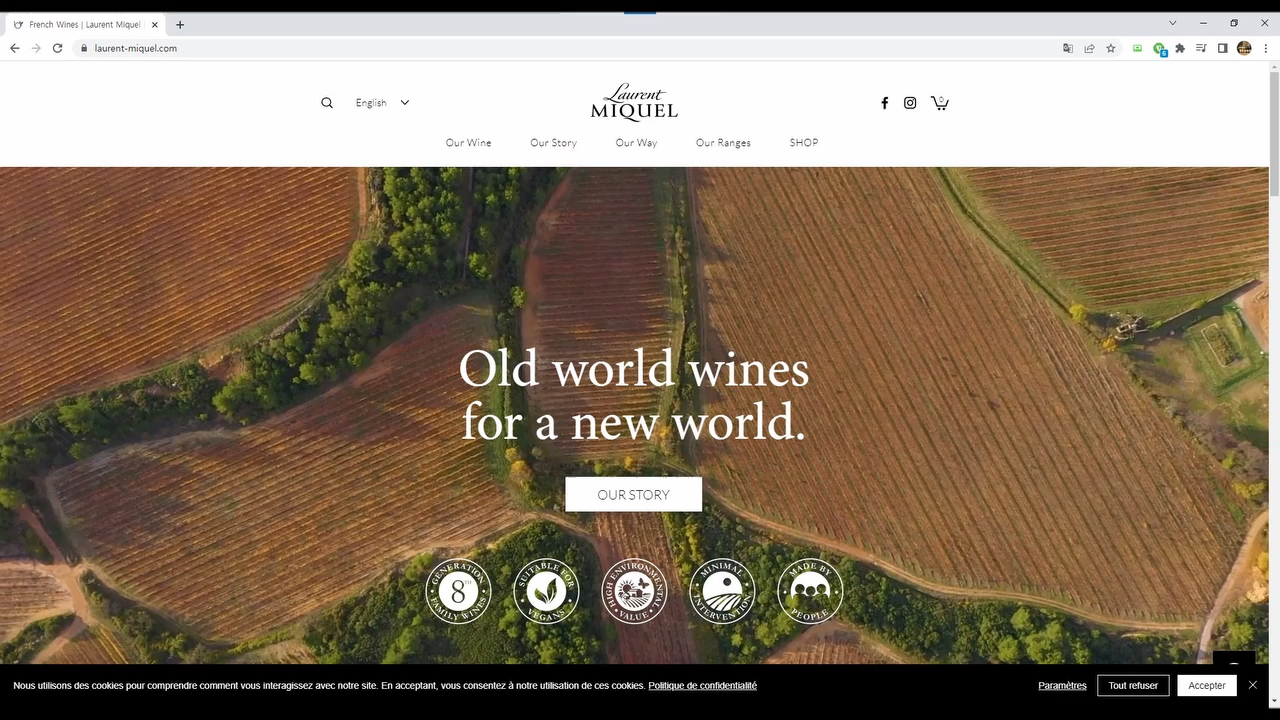 French Wines | Laurent Miquel
laurent-miquel.com
6
English
Laurent
MIQUEL
0
Our Wine
Our Story
Our Way
Our Ranges
SHOP
Old world wines
for a new world.
OUR STORY
GENERATION 8TH FAMILY WINES
SUITABLE FOR VEGANS
HIGH ENVIRONMENTAL VALUE
MINIMAL INTERVENTION
MADE BY PEOPLE
Nous utilisons des cookies pour comprendre comment vous interagissez avec notre site. En acceptant, vous consentez à notre utilisation de ces cookies. Politique de confidentialité
Paramètres
Tout refuser
Accepter